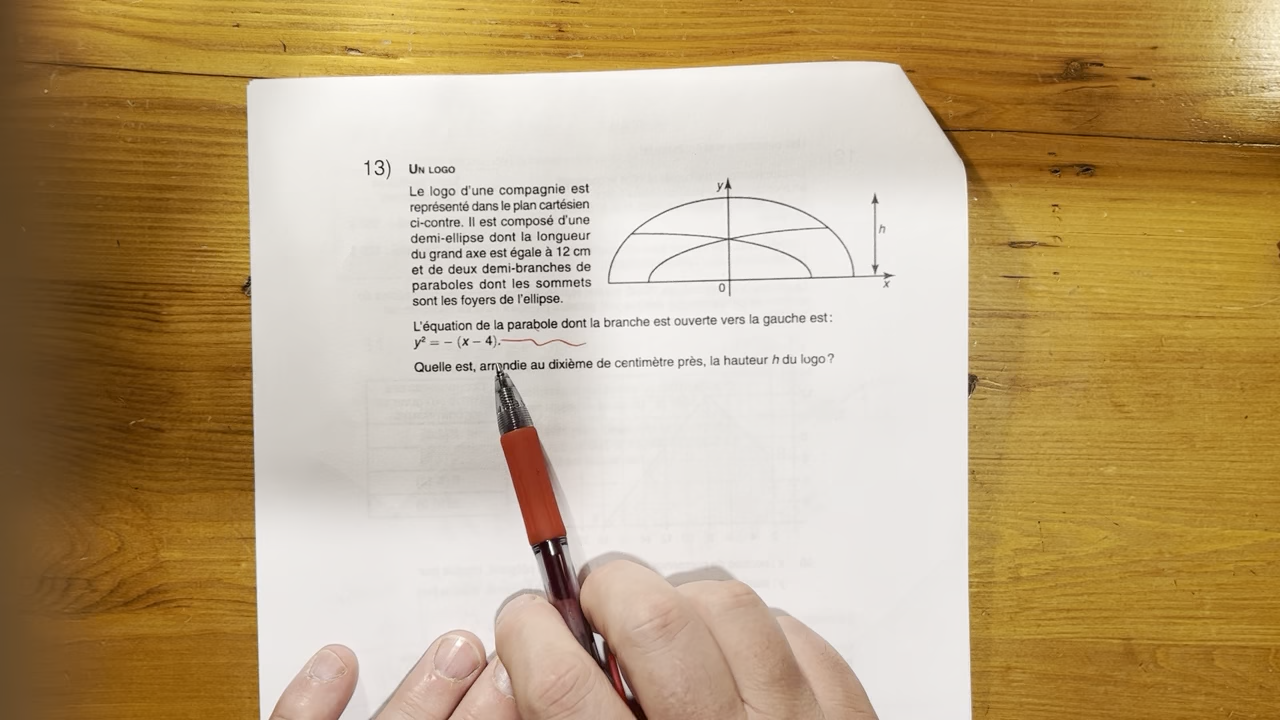 13) UN LOGO
Le logo d'une compagnie est
représenté dans le plan cartésien
ci-contre. Il est composé d'une
demi-ellipse dont la longueur
du grand axe est égale à 12 cm
et de deux demi-branches de
paraboles dont les sommets
sont les foyers de l'ellipse.
y
h
0
x
L'équation de la parabole dont la branche est ouverte vers la gauche est:
y² = – (x – 4).
Quelle est, arrondie au dixième de centimètre près, la hauteur h du logo?